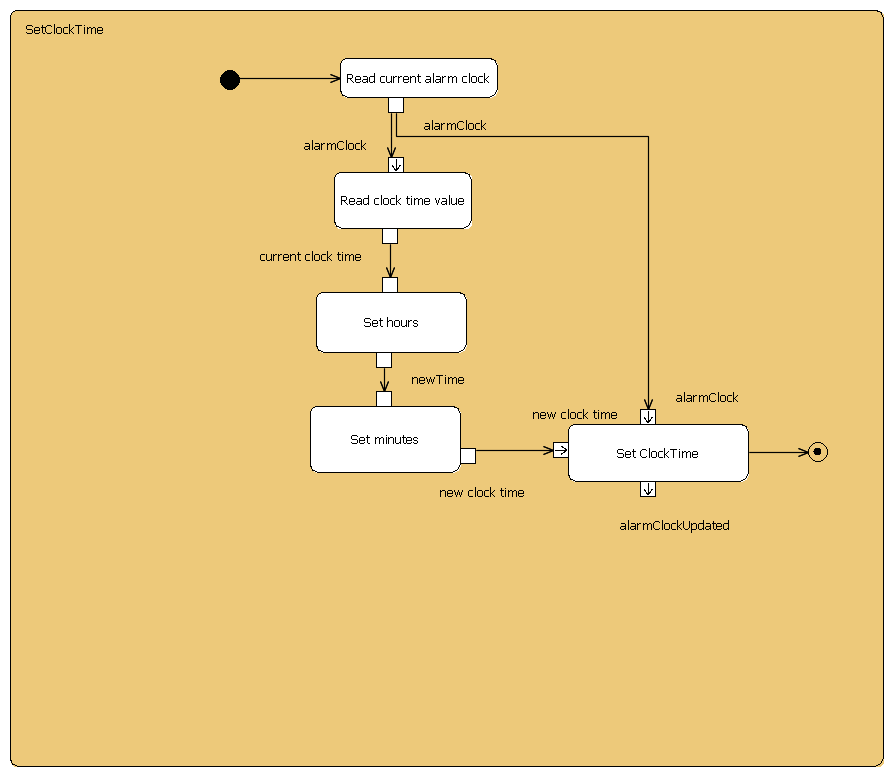 SetClockTime
Read current alarm clock
alarmClock
alarmClock
Read clock time value
current clock time
Set hours
newTime
alarmClock
new clock time
Set minutes
Set ClockTime
new clock time
alarmClockUpdated